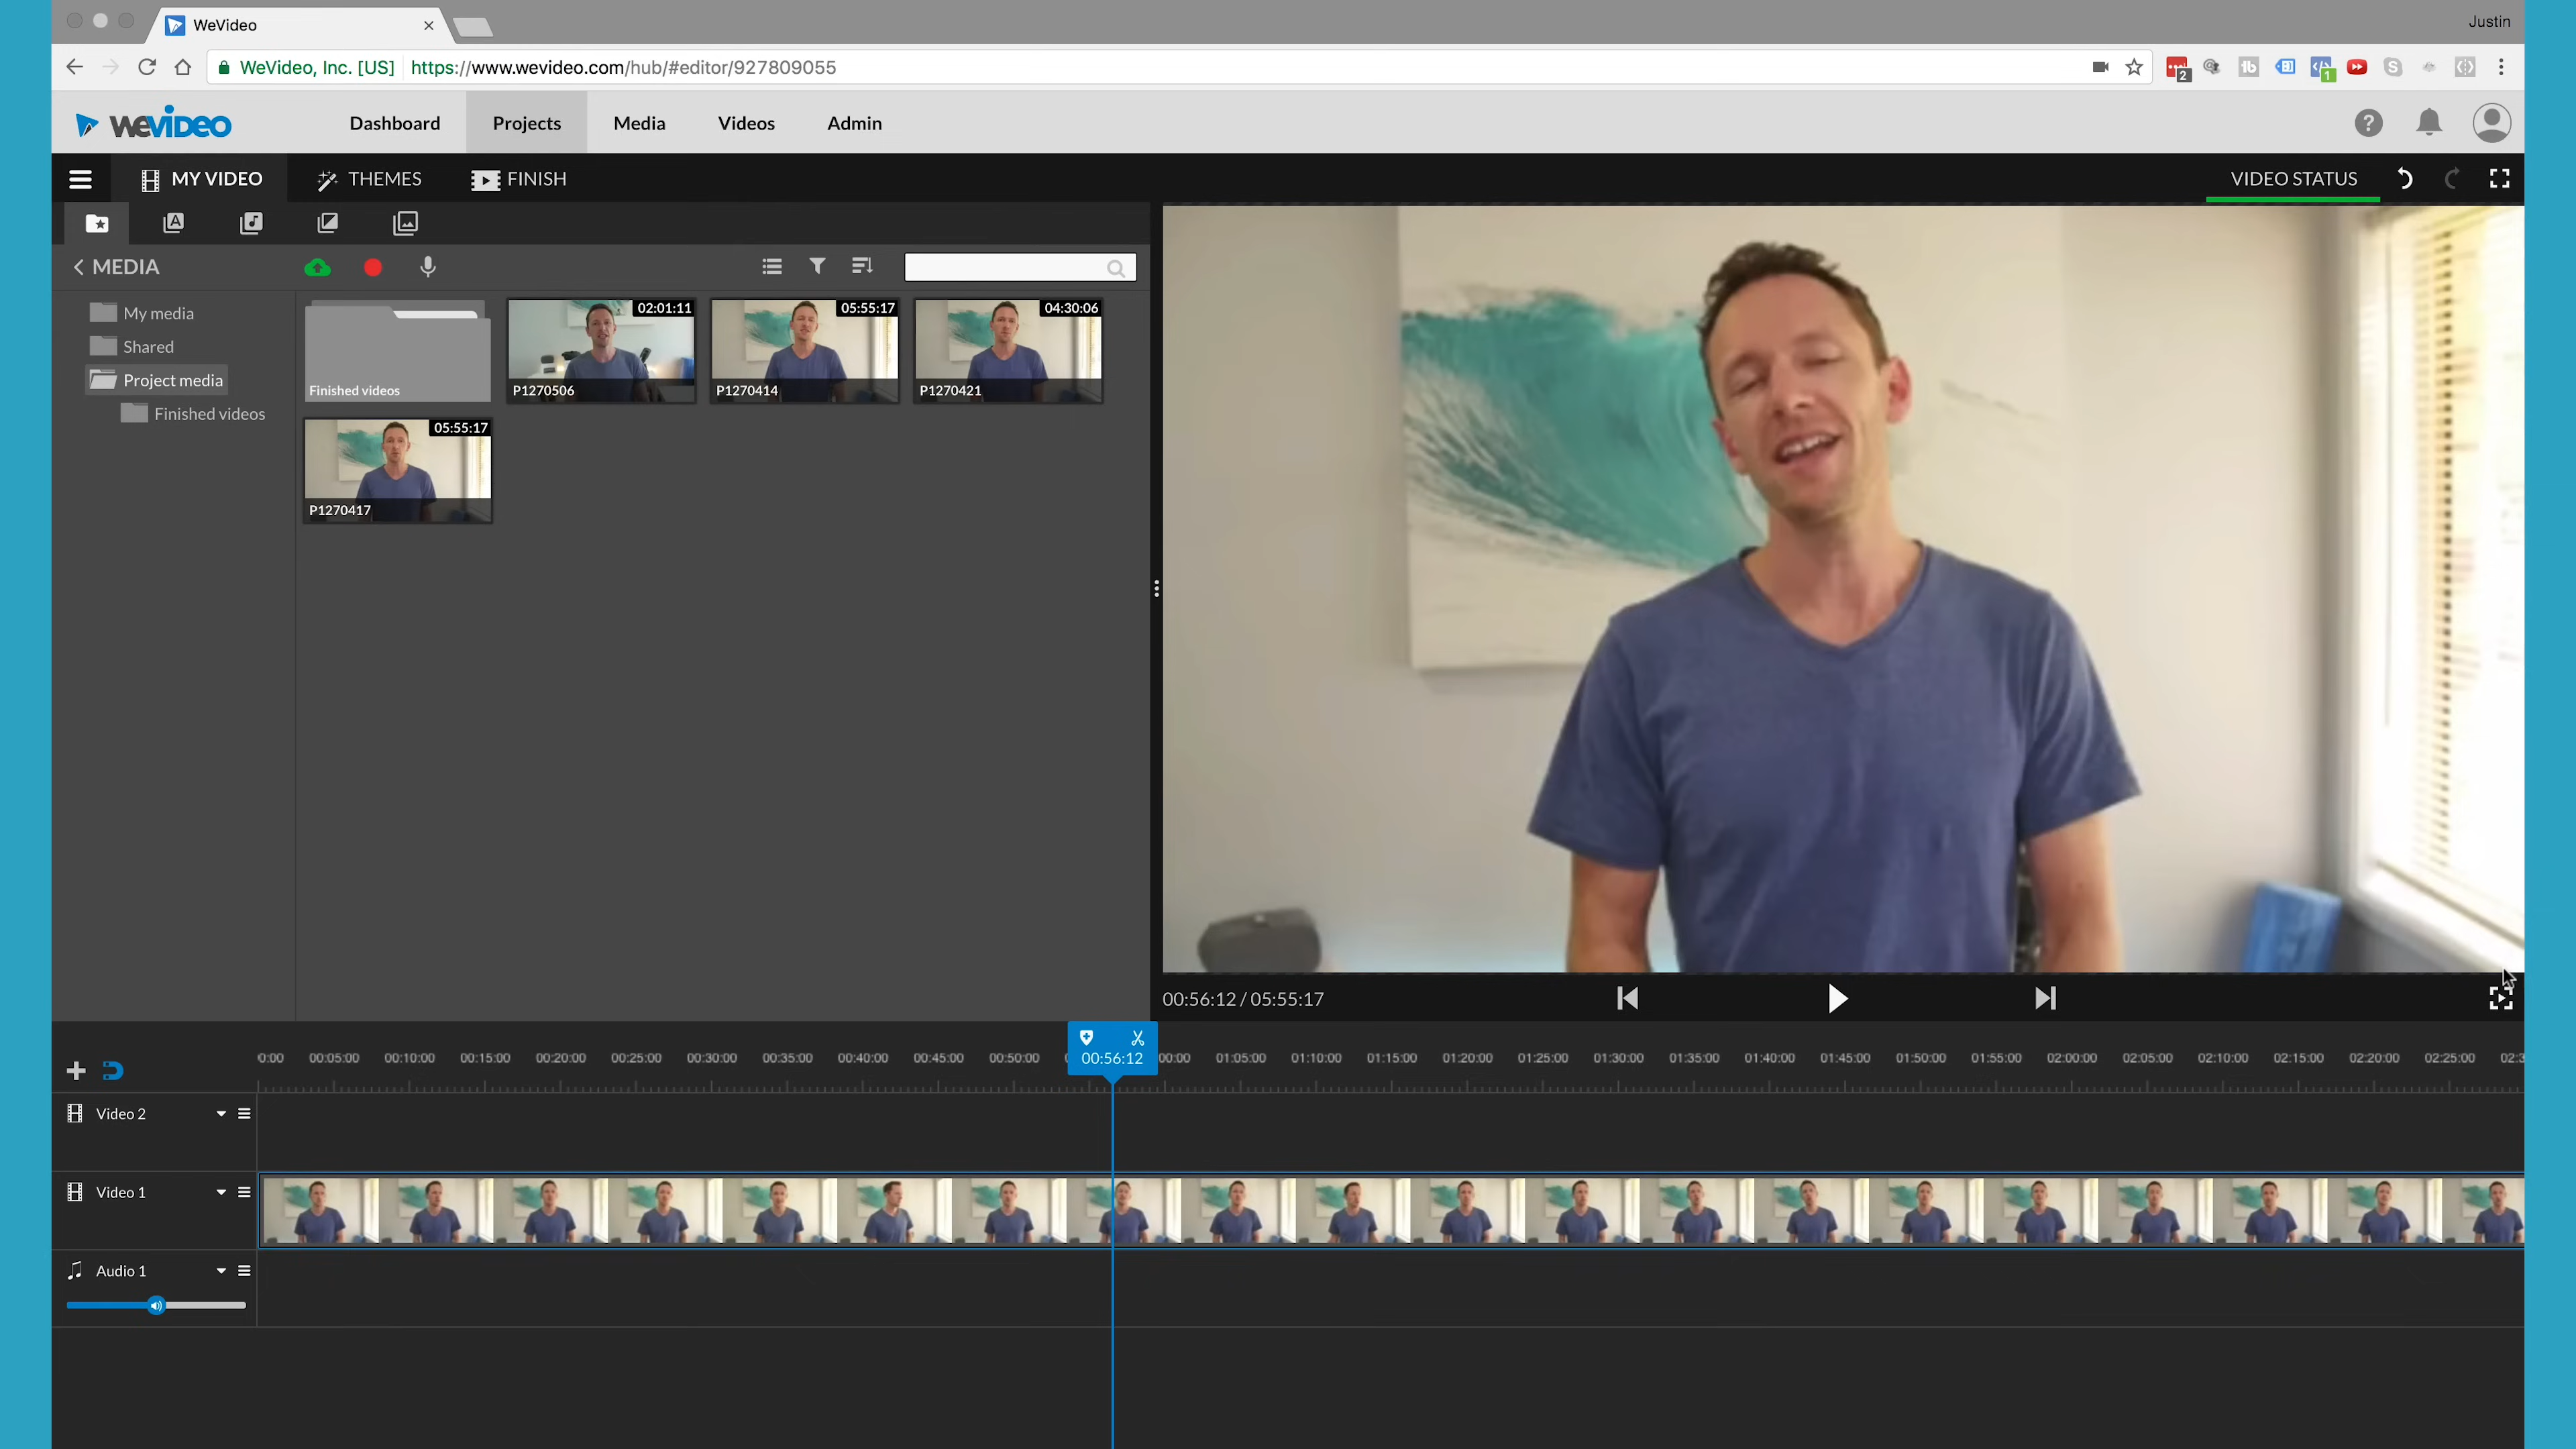 WeVideo
Justin
WeVideo, Inc. [US] https://www.wevideo.com/hub/#editor/927809055
2 1
WEVIDEO Dashboard Projects Media Videos Admin
MY VIDEO THEMES FINISH VIDEO STATUS
MEDIA
My media
Shared
Project media
Finished videos
Finished videos
02:01:11
P1270506
05:55:17
P1270414
04:30:06
P1270421
05:55:17
P1270417
00:56:12 / 05:55:17
00:56:12
0:00 00:05:00 00:10:00 00:15:00 00:20:00 00:25:00 00:30:00 00:35:00 00:40:00 00:45:00 00:50:00 00:00 01:05:00 01:10:00 01:15:00 01:20:00 01:25:00 01:30:00 01:35:00 01:40:00 01:45:00 01:50:00 01:55:00 02:00:00 02:05:00 02:10:00 02:15:00 02:20:00 02:25:00 02:3
Video 2
Video 1
Audio 1